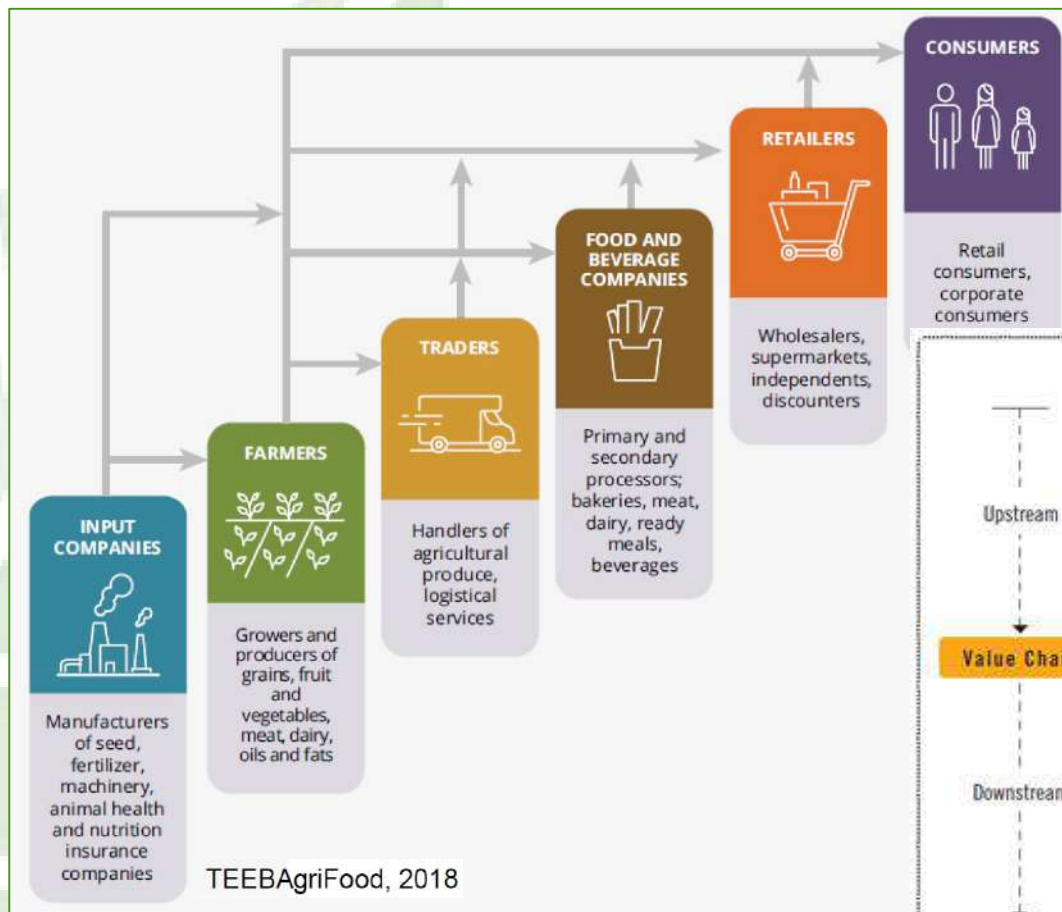 INPUT
COMPANIES
Manufacturers
of seed,
fertilizer,
machinery,
animal health
and nutrition
insurance
companies
FARMERS
Growers and
producers of
grains, fruit
and
vegetables,
meat, dairy,
oils and fats
TRADERS
Handlers of
agricultural
produce,
logistical
services
FOOD AND
BEVERAGE
COMPANIES
Primary and
secondary
processors;
bakeries, meat,
dairy, ready
meals,
beverages
RETAILERS
Wholesalers,
supermarkets,
independents,
discounters
CONSUMERS
Retail
consumers,
corporate
consumers
TEEBAgriFood, 2018
Upstream
Value Chai
Downstream